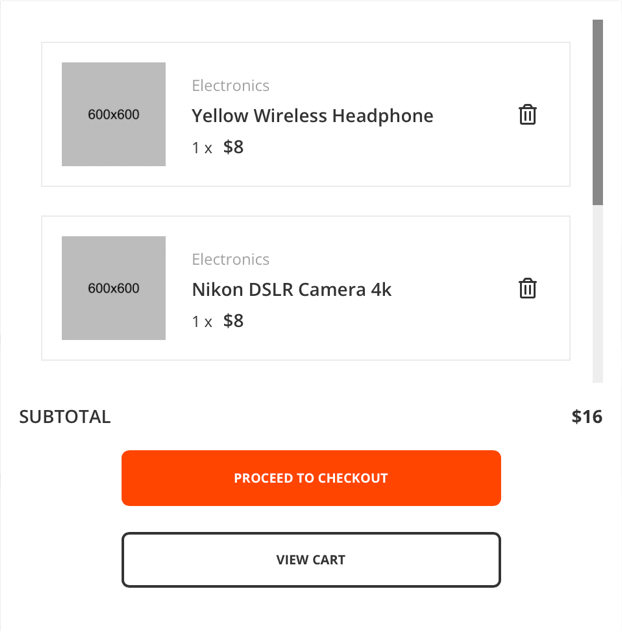 600x600
Electronics
Yellow Wireless Headphone
1 x $8
600x600
Electronics
Nikon DSLR Camera 4k
1 x $8
SUBTOTAL $16
PROCEED TO CHECKOUT
VIEW CART